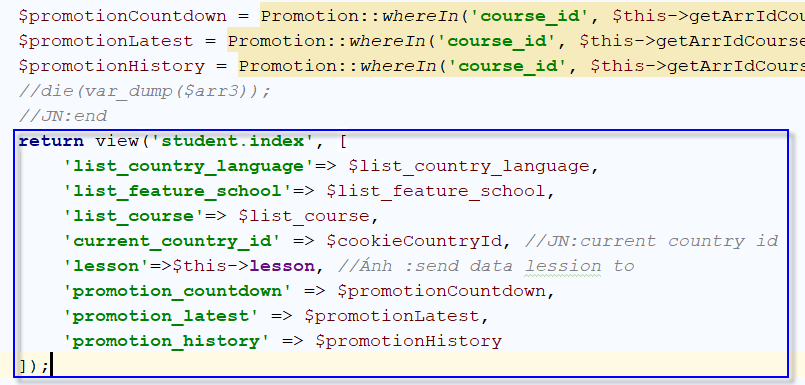 $promotionCountdown = Promotion::whereIn('course_id', $this->getArrIdCou
$promotionLatest = Promotion::whereIn('course_id', $this->getArrIdCourse
$promotionHistory = Promotion::whereIn('course_id', $this->getArrIdCours
//die(var_dump($arr3));
//JN:end
return view('student.index', [
'list_country_language'=> $list_country_language,
'list_feature_school'=> $list_feature_school,
'list_course'=> $list_course,
'current_country_id' => $cookieCountryId, //JN:current country id
'lesson'=>$this->lesson, //Ánh :send data lession to
'promotion_countdown' => $promotionCountdown,
'promotion_latest' => $promotionLatest,
'promotion_history' => $promotionHistory
]);